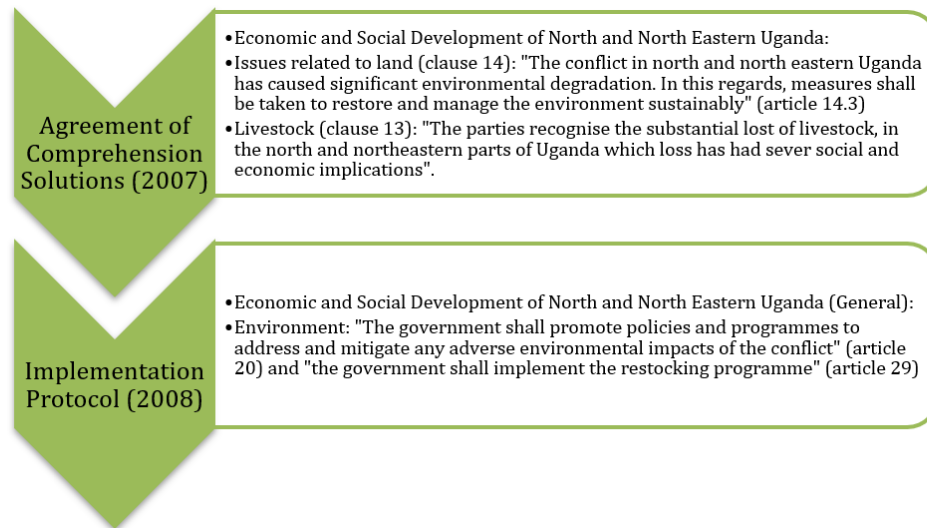 Agreement of
Comprehension
Solutions (2007)
•Economic and Social Development of North and North Eastern Uganda:
•Issues related to land (clause 14): "The conflict in north and north eastern Uganda
has caused significant environmental degradation. In this regards, measures shall
be taken to restore and manage the environment sustainably" (article 14.3)
•Livestock (clause 13): "The parties recognise the substantial lost of livestock, in
the north and northeastern parts of Uganda which loss has had sever social and
economic implications".
Implementation
Protocol (2008)
•Economic and Social Development of North and North Eastern Uganda (General):
•Environment: "The government shall promote policies and programmes to
address and mitigate any adverse environmental impacts of the conflict" (article
20) and "the government shall implement the restocking programme" (article 29)